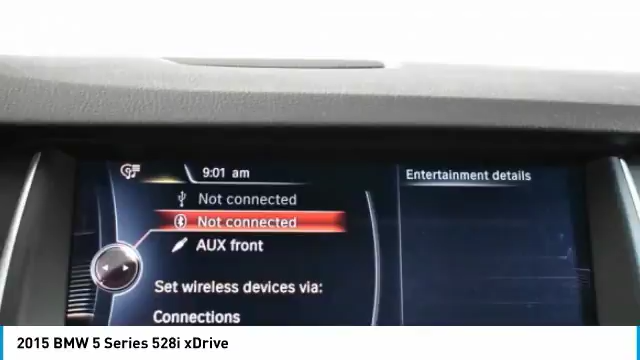 9:01 am
Entertainment details
Not connected
Not connected
AUX front
Set wireless devices via:
Connections
2015 BMW 5 Series 528i xDrive